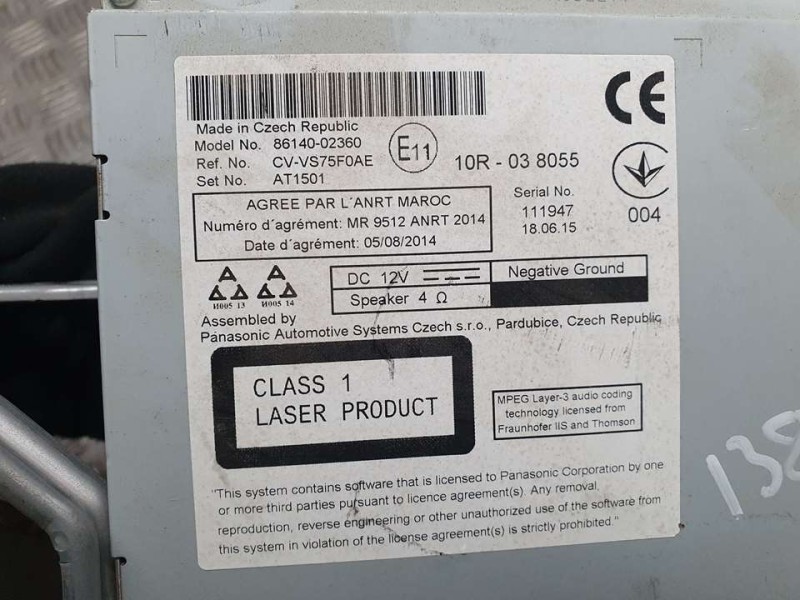 CE
Made in Czech Republic
Model No. 86140-02360
Ref. No. CV-VS75F0AE
Set No. AT1501
E11
10R - 03 8055
Serial No.
111947
18.06.15
004
AGREE PAR L´ANRT MAROC
Numéro d´agrément: MR 9512 ANRT 2014
Date d´agrément: 05/08/2014
И005 13 И005 14
DC 12V
Negative Ground
Speaker 4 Ω
Assembled by
Panasonic Automotive Systems Czech s.r.o., Pardubice, Czech Republic
CLASS 1
LASER PRODUCT
MPEG Layer-3 audio coding
technology licensed from
Fraunhofer IIS and Thomson
"This system contains software that is licensed to Panasonic Corporation by one
or more third parties pursuant to licence agreement(s). Any removal,
reproduction, reverse engineering or other unauthorized use of the software from
this system in violation of the license agreement(s) is strictly prohibited."